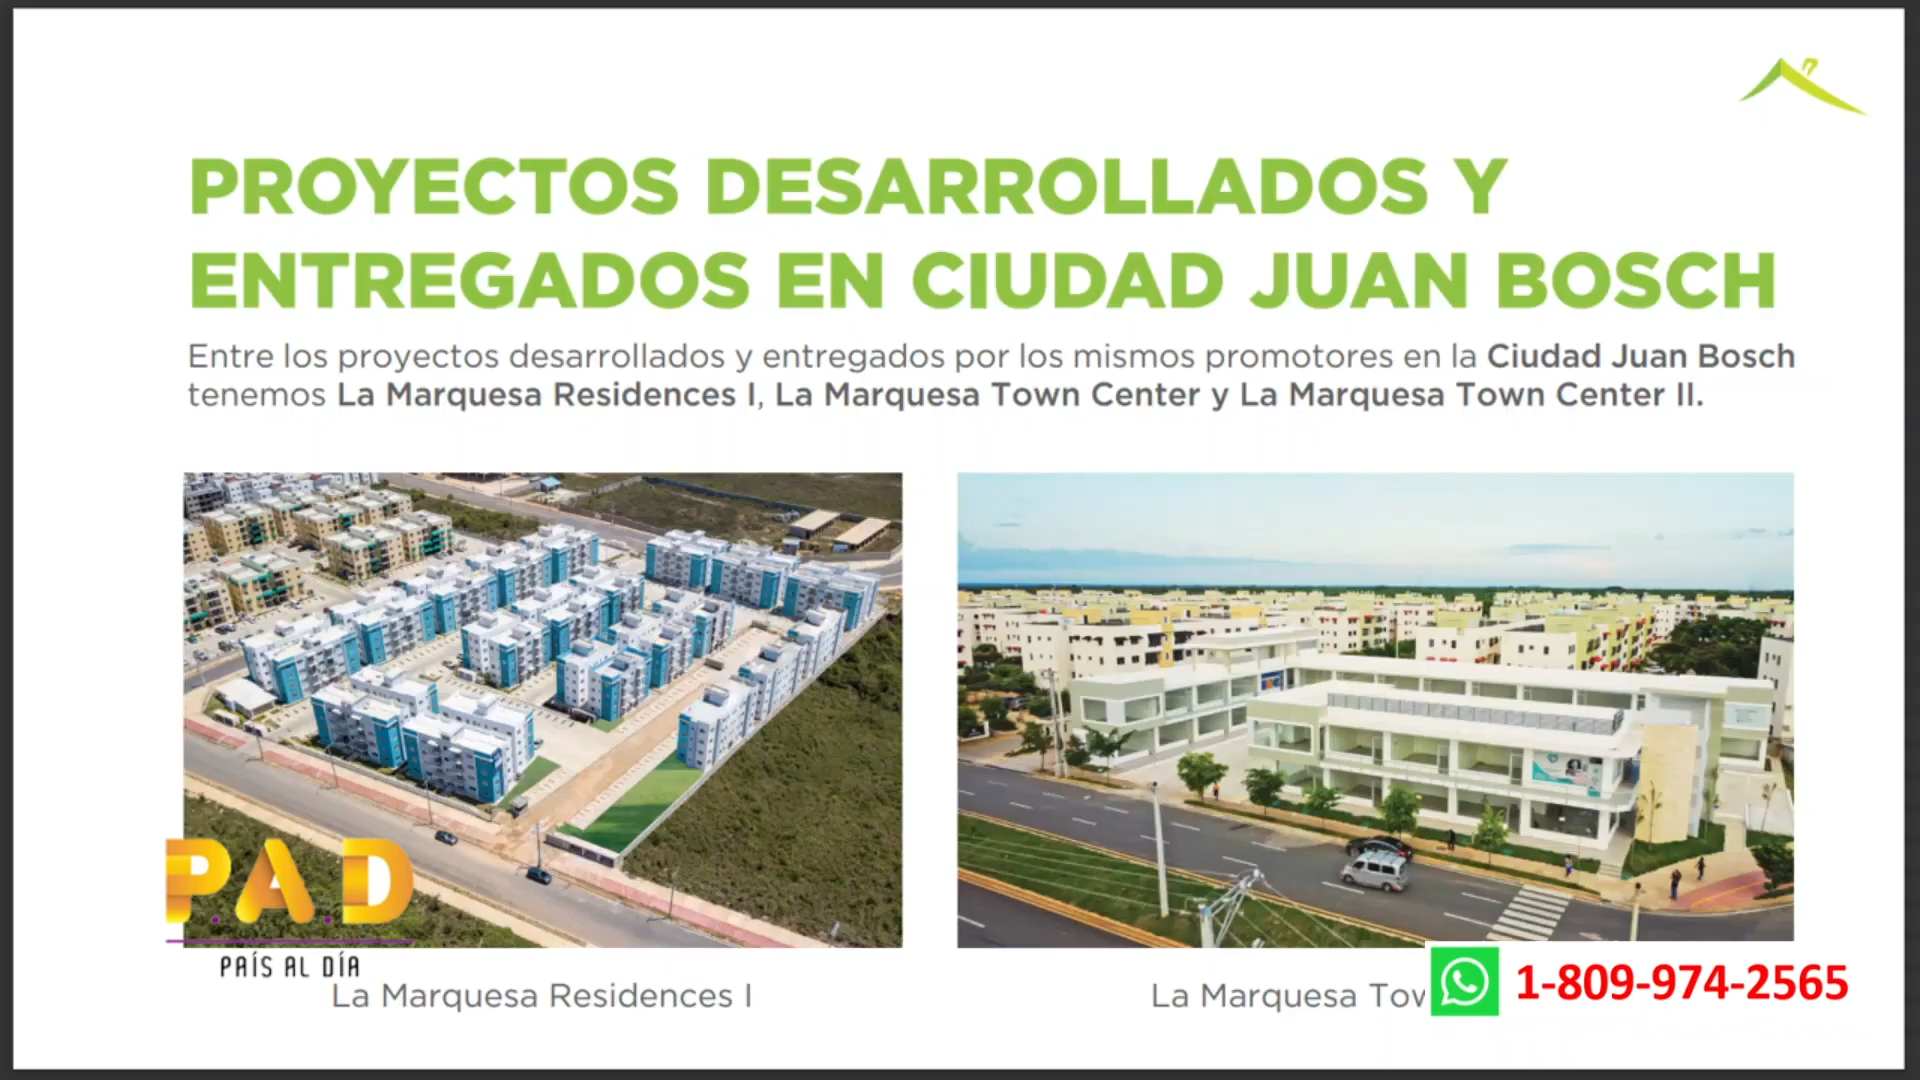 PROYECTOS DESARROLLADOS Y
ENTREGADOS EN CIUDAD JUAN BOSCH
Entre los proyectos desarrollados y entregados por los mismos promotores en la Ciudad Juan Bosch
tenemos La Marquesa Residences I, La Marquesa Town Center y La Marquesa Town Center II.
P.A.D
PAÍS AL DÍA
La Marquesa Residences I
La Marquesa
1-809-974-2565